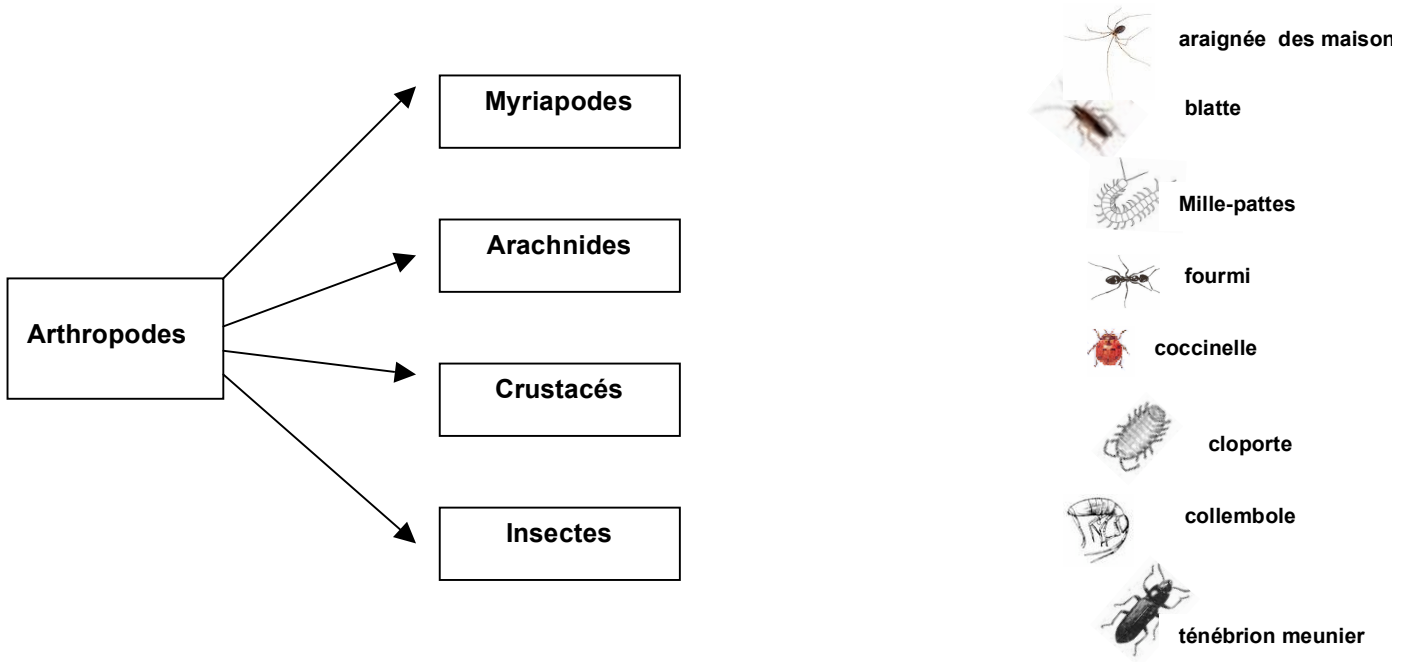 Arthropodes
Myriapodes
Arachnides
Crustacés
Insectes
araignée des maison
blatte
Mille-pattes
fourmi
coccinelle
cloporte
collembole
ténébrion meunier